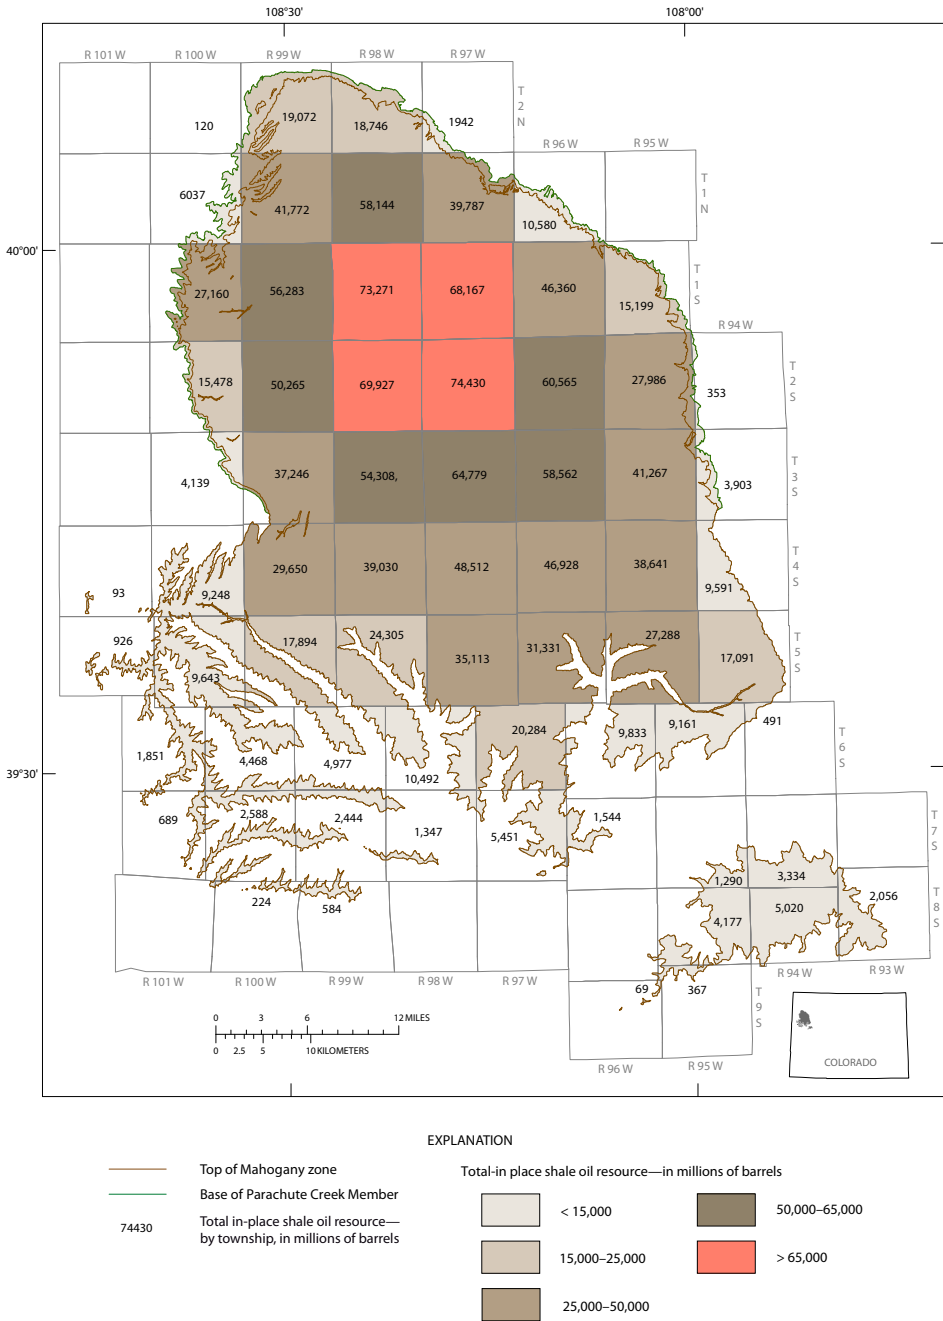 108°30' 108°00'
R 101 W R 100 W R 99 W R 98 W R 97 W
T 2 N
120 19,072 18,746 1942
R 96 W R 95 W
T 1 N
6037 41,772 58,144 39,787 10,580
40°00'
T 1 S
27,160 56,283 73,271 68,167 46,360 15,199
R 94 W
T 2 S
15,478 50,265 69,927 74,430 60,565 27,986 353
T 3 S
4,139 37,246 54,308, 64,779 58,562 41,267 3,903
T 4 S
93 9,248 29,650 39,030 48,512 46,928 38,641 9,591
T 5 S
926 9,643 17,894 24,305 35,113 31,331 27,288 17,091
T 6 S
1,851 4,468 4,977 10,492 20,284 9,833 9,161 491
39°30'
T 7 S
689 2,588 2,444 1,347 5,451 1,544
1,290 3,334
T 8 S
224 584 4,177 5,020 2,056
R 101 W R 100 W R 99 W R 98 W R 97 W R 94 W R 93 W
T 9 S
69 367
R 96 W R 95 W
0 3 6 12 MILES
0 2.5 5 10 KILOMETERS
COLORADO
EXPLANATION
Top of Mahogany zone
Base of Parachute Creek Member
74430 Total in-place shale oil resource—
by township, in millions of barrels
Total-in place shale oil resource—in millions of barrels
< 15,000
15,000–25,000
25,000–50,000
50,000–65,000
> 65,000